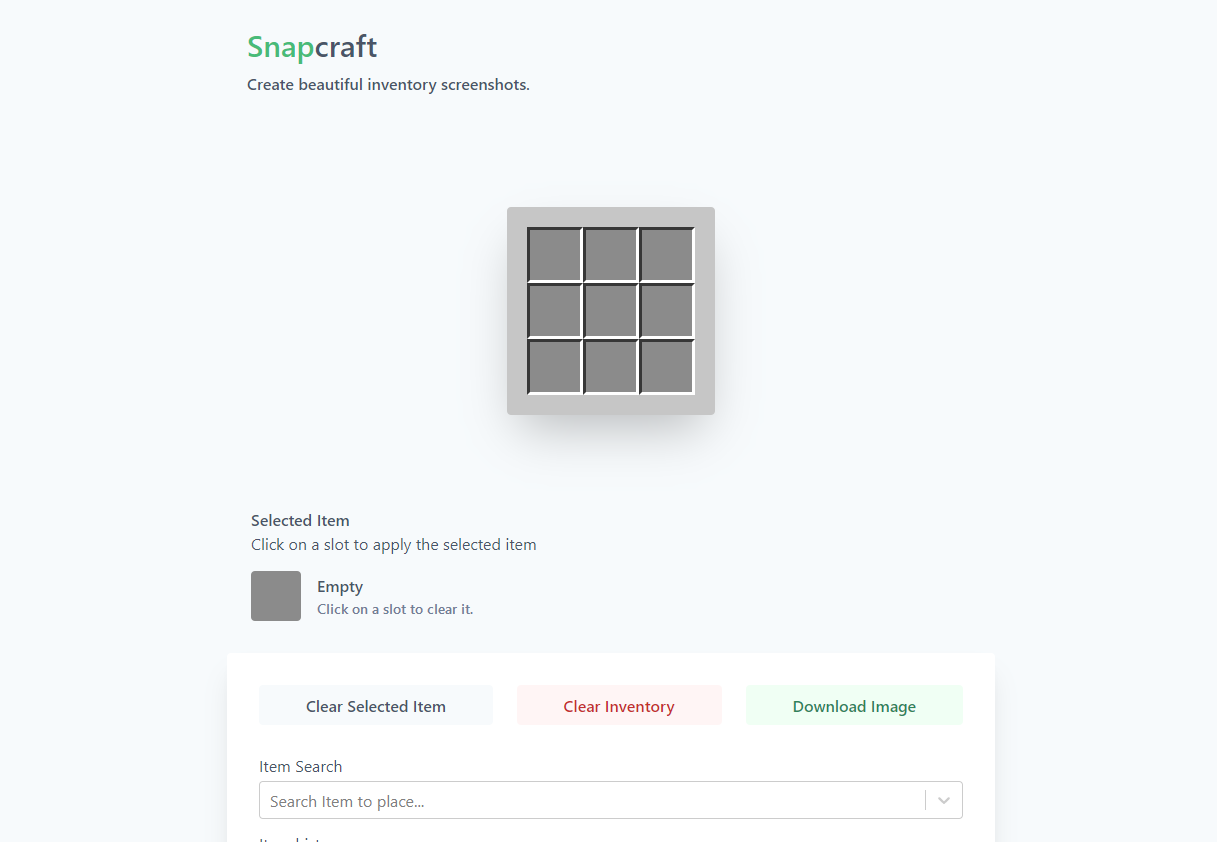 Snapcraft
Create beautiful inventory screenshots.
Selected Item
Click on a slot to apply the selected item
Empty
Click on a slot to clear it.
Clear Selected Item
Clear Inventory
Download Image
Item Search
Search Item to place...